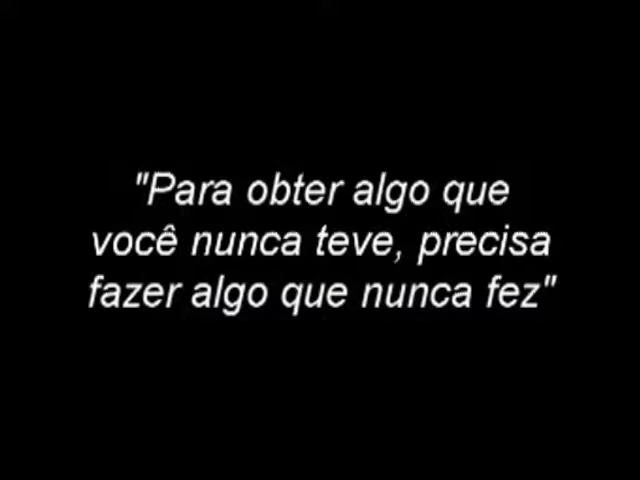 "Para obter algo que
você nunca teve, precisa
fazer algo que nunca fez"